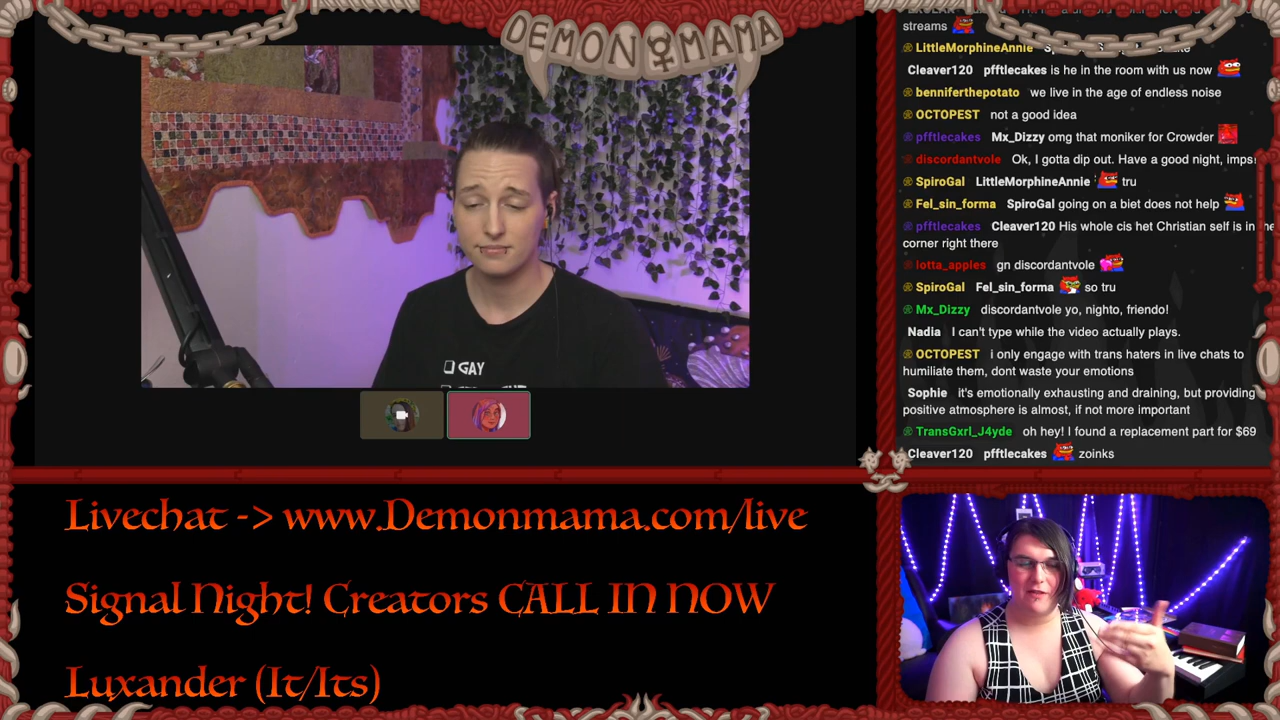 DEMON MAMA
GAY
streams
LittleMorphineAnnie
Cleaver120 pfftlecakes is he in the room with us now
benniferthepotato we live in the age of endless noise
OCTOPEST not a good idea
pfftlecakes Mx_Dizzy omg that moniker for Crowder
discordantvole Ok, I gotta dip out. Have a good night, imps!
SpiroGal LittleMorphineAnnie tru
Fel_sin_forma SpiroGal going on a biet does not help
pfftlecakes Cleaver120 His whole cis het Christian self is in the
corner right there
lotta_apples gn discordantvole
SpiroGal Fel_sin_forma so tru
Mx_Dizzy discordantvole yo, nighto, friendo!
Nadia I can't type while the video actually plays.
OCTOPEST i only engage with trans haters in live chats to
humiliate them, dont waste your emotions
Sophie it's emotionally exhausting and draining, but providing
positive atmosphere is almost, if not more important
TransGxrl_J4yde oh hey! I found a replacement part for $69
Cleaver120 pfftlecakes zoinks
Livechat -> www.Demonmama.com/live
Signal Night! Creators CALL IN NOW
Luxander (It/Its)